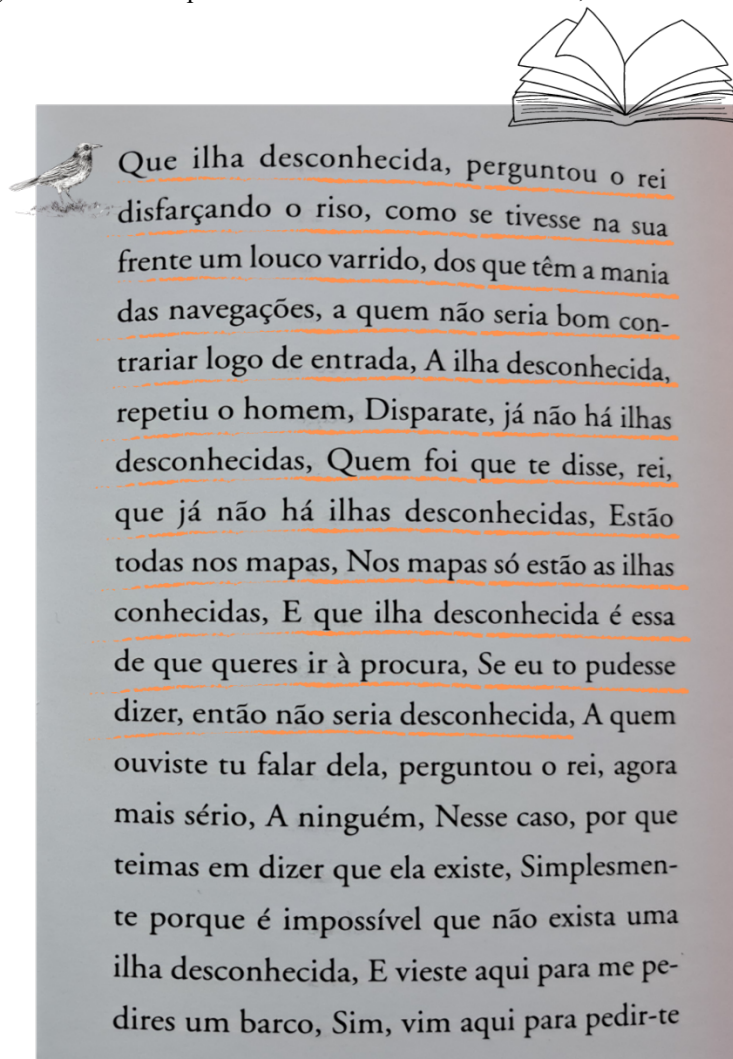 Que ilha desconhecida, perguntou o rei
disfarçando o riso, como se tivesse na sua
frente um louco varrido, dos que têm a mania
das navegações, a quem não seria bom con-
trariar logo de entrada, A ilha desconhecida,
repetiu o homem, Disparate, já não há ilhas
desconhecidas, Quem foi que te disse, rei,
que já não há ilhas desconhecidas, Estão
todas nos mapas, Nos mapas só estão as ilhas
conhecidas, E que ilha desconhecida é essa
de que queres ir à procura, Se eu to pudesse
dizer, então não seria desconhecida, A quem
ouviste tu falar dela, perguntou o rei, agora
mais sério, A ninguém, Nesse caso, por que
teimas em dizer que ela existe, Simplesmen-
te porque é impossível que não exista uma
ilha desconhecida, E vieste aqui para me pe-
dires um barco, Sim, vim aqui para pedir-te